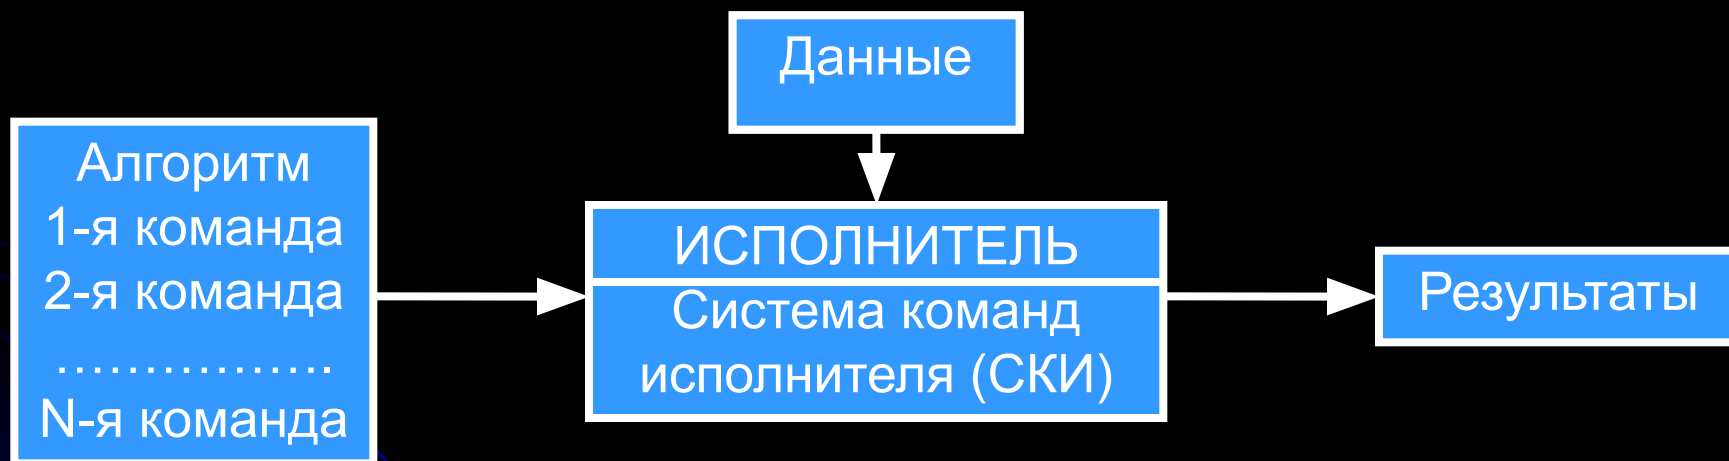 Данные
Алгоритм
1-я команда
2-я команда
…………….
N-я команда
ИСПОЛНИТЕЛЬ
Система команд
исполнителя (СКИ)
Результаты